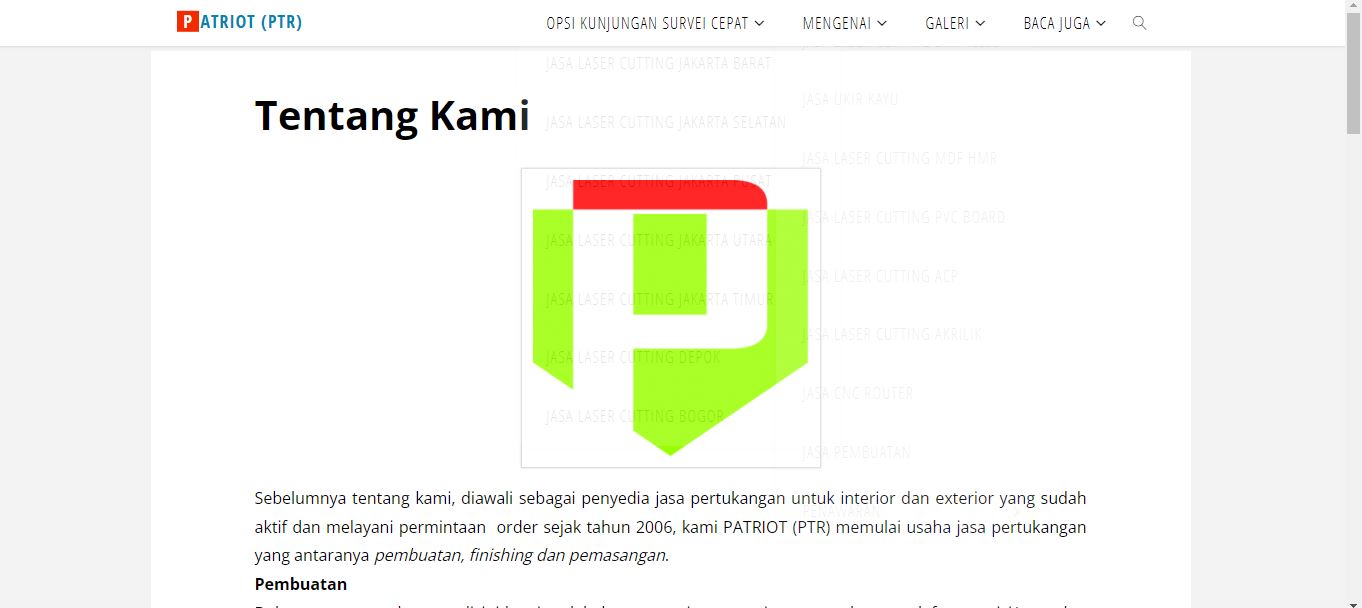 PATRIOT (PTR)
OPSI KUNJUNGAN SURVEI CEPAT
MENGENAI
GALERI
BACA JUGA
Tentang Kami
JASA LASER CUTTING JAKARTA BARAT
JASA LASER CUTTING JAKARTA SELATAN
JASA LASER CUTTING JAKARTA PUSAT
JASA LASER CUTTING JAKARTA UTARA
JASA LASER CUTTING JAKARTA TIMUR
JASA LASER CUTTING DEPOK
JASA LASER CUTTING BOGOR
JASA UKIR KAYU
JASA LASER CUTTING MDF HMR
JASA LASER CUTTING PVC BOARD
JASA LASER CUTTING ACP
JASA LASER CUTTING AKRILIK
JASA CNC ROUTER
JASA PEMBUATAN
PENAWARAN
Sebelumnya tentang kami, diawali sebagai penyedia jasa pertukangan untuk interior dan exterior yang sudah
aktif dan melayani permintaan order sejak tahun 2006, kami PATRIOT (PTR) memulai usaha jasa pertukangan
yang antaranya pembuatan, finishing dan pemasangan.
Pembuatan